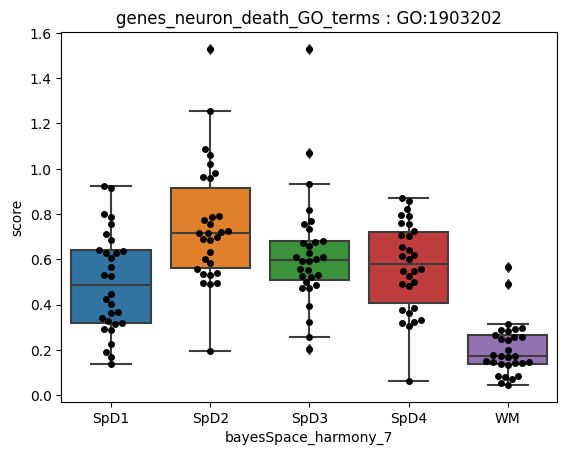 genes_neuron_death_GO_terms : GO:1903202
1.6
1.4
1.2
1.0
0.8
0.6
0.4
0.2
0.0
score
SpD1 SpD2 SpD3 SpD4 WM
bayesSpace_harmony_7